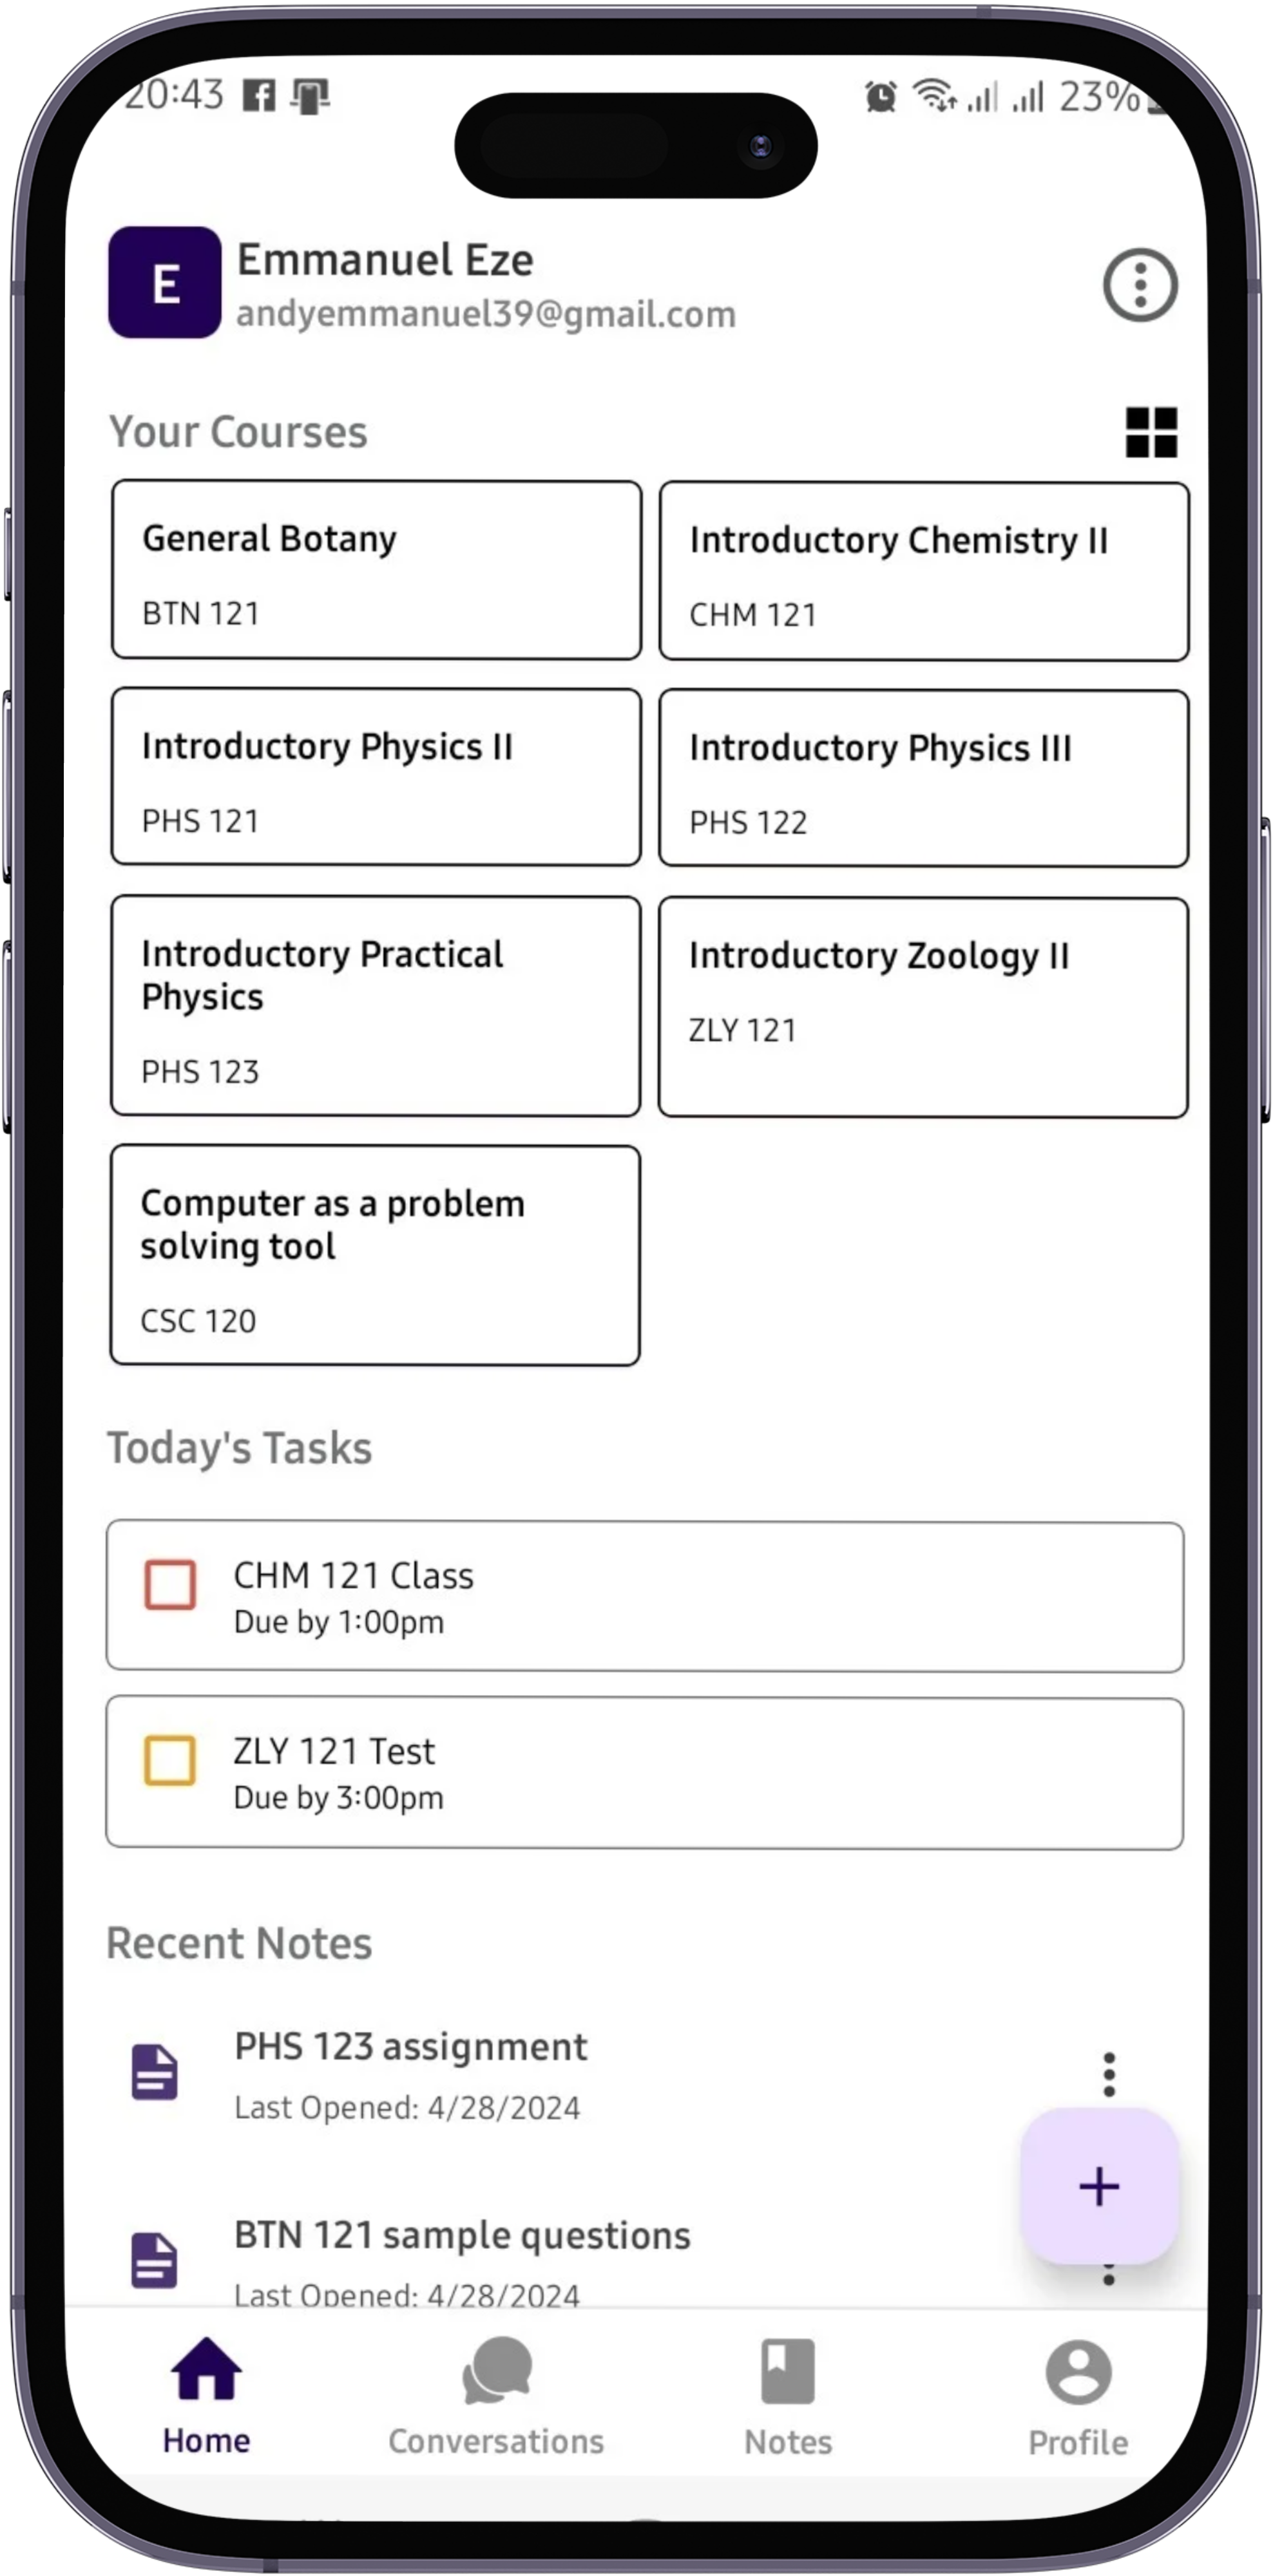 20:43
23%
E
Emmanuel Eze
andyemmanuel39@gmail.com
Your Courses
General Botany
BTN 121
Introductory Chemistry II
CHM 121
Introductory Physics II
PHS 121
Introductory Physics III
PHS 122
Introductory Practical
Physics
PHS 123
Introductory Zoology II
ZLY 121
Computer as a problem
solving tool
CSC 120
Today's Tasks
CHM 121 Class
Due by 1:00pm
ZLY 121 Test
Due by 3:00pm
Recent Notes
PHS 123 assignment
Last Opened: 4/28/2024
BTN 121 sample questions
Last Opened: 4/28/2024
Home
Conversations
Notes
Profile